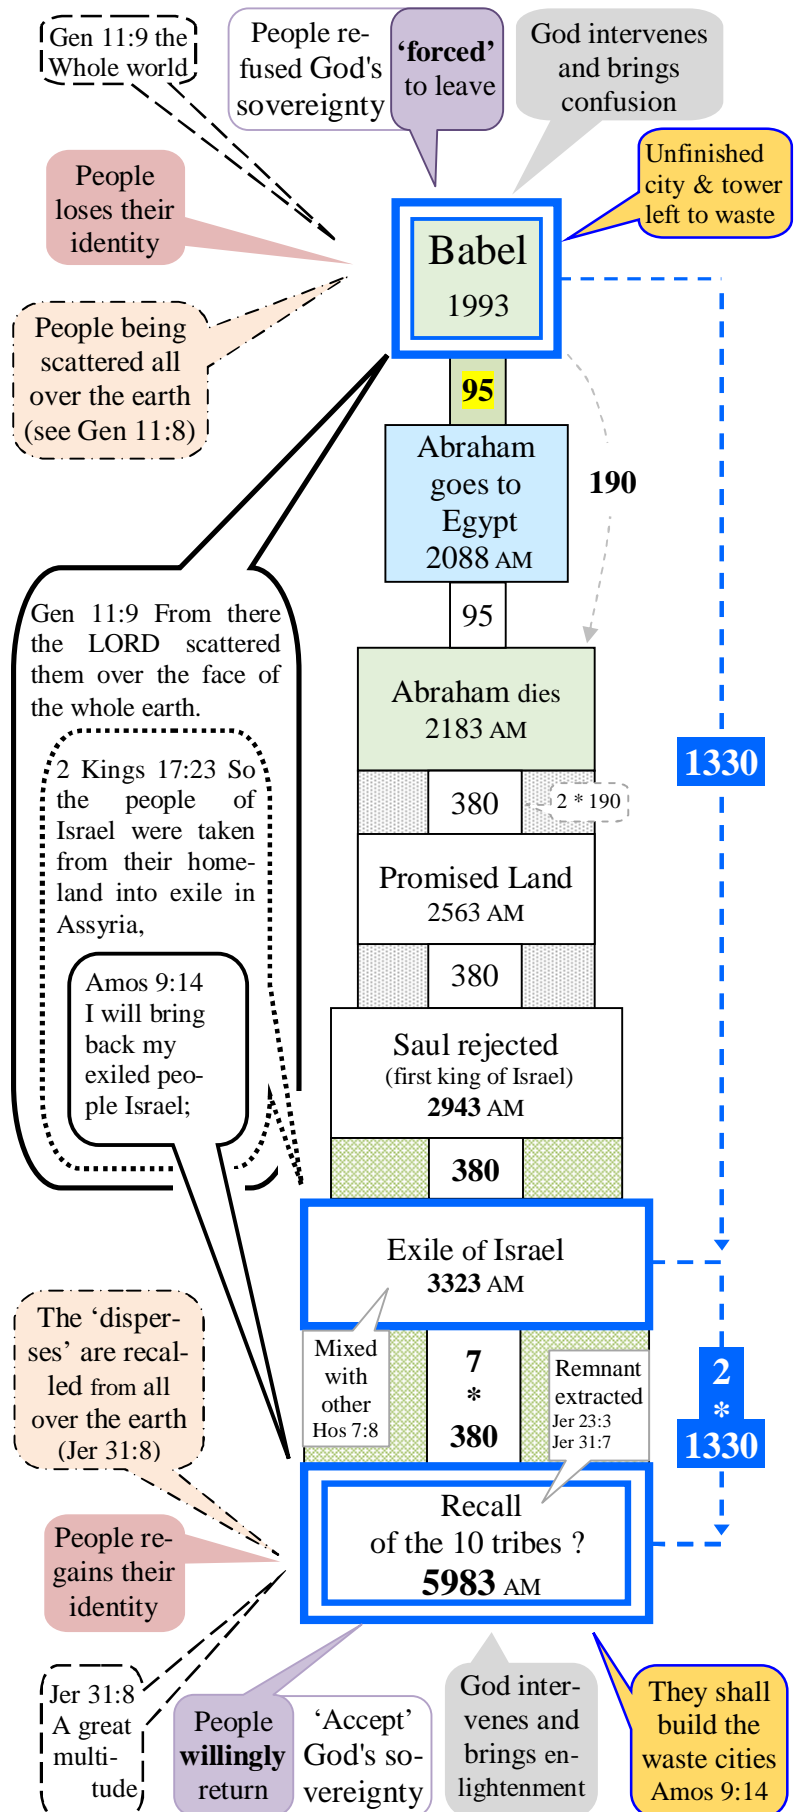 Gen 11:9 the
Whole world
People re-
fused God's
sovereignty
‘forced’
to leave
God intervenes
and brings
confusion
People
loses their
identity
Unfinished
city & tower
left to waste
Babel
1993
People being
scattered all
over the earth
(see Gen 11:8)
95
Abraham
goes to
Egypt
2088 AM
190
95
Gen 11:9 From there
the LORD scattered
them over the face of
the whole earth.
Abraham dies
2183 AM
1330
2 Kings 17:23 So
the people of
Israel were taken
from their home-
land into exile in
Assyria,
380
2 * 190
Promised Land
2563 AM
380
Amos 9:14
I will bring
back my
exiled peo-
ple Israel;
Saul rejected
(first king of Israel)
2943 AM
380
Exile of Israel
3323 AM
The ‘disper-
ses’ are recal-
led from all
over the earth
(Jer 31:8)
Mixed
with
other
Hos 7:8
7
*
380
Remnant
extracted
Jer 23:3
Jer 31:7
2
*
1330
People re-
gains their
identity
Recall
of the 10 tribes ?
5983 AM
Jer 31:8
A great
multi-
tude
People
willingly
return
‘Accept’
God's so-
vereignty
God inter-
venes and
brings en-
lightenment
They shall
build the
waste cities
Amos 9:14